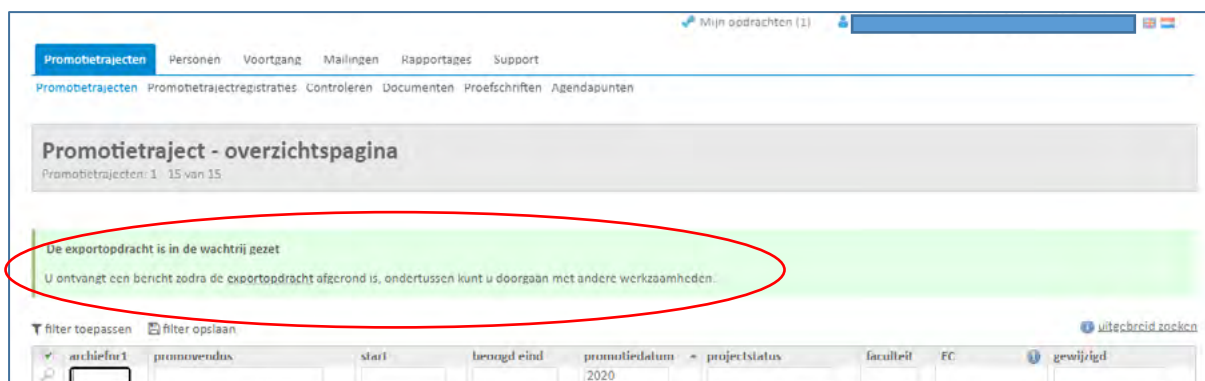 Mijn opdrachten (1)
Promotietrajecten Personen Voortgang Mailingen Rapportages Support
Promotietrajecten Promotietrajectregistraties Controleren Documenten Proefschriften Agendapunten
Promotietraject - overzichtspagina
Promotietrajecten: 1 - 15 van 15
De exportopdracht is in de wachtrij gezet
U ontvangt een bericht zodra de exportopdracht afgerond is, ondertussen kunt u doorgaan met andere werkzaamheden.
filter toepassen filter opslaan uitgebreid zoeken
archiefnr1 promovendus start beoogd eind promotiedatum projectstatus faculteit EC gewijzigd
2020